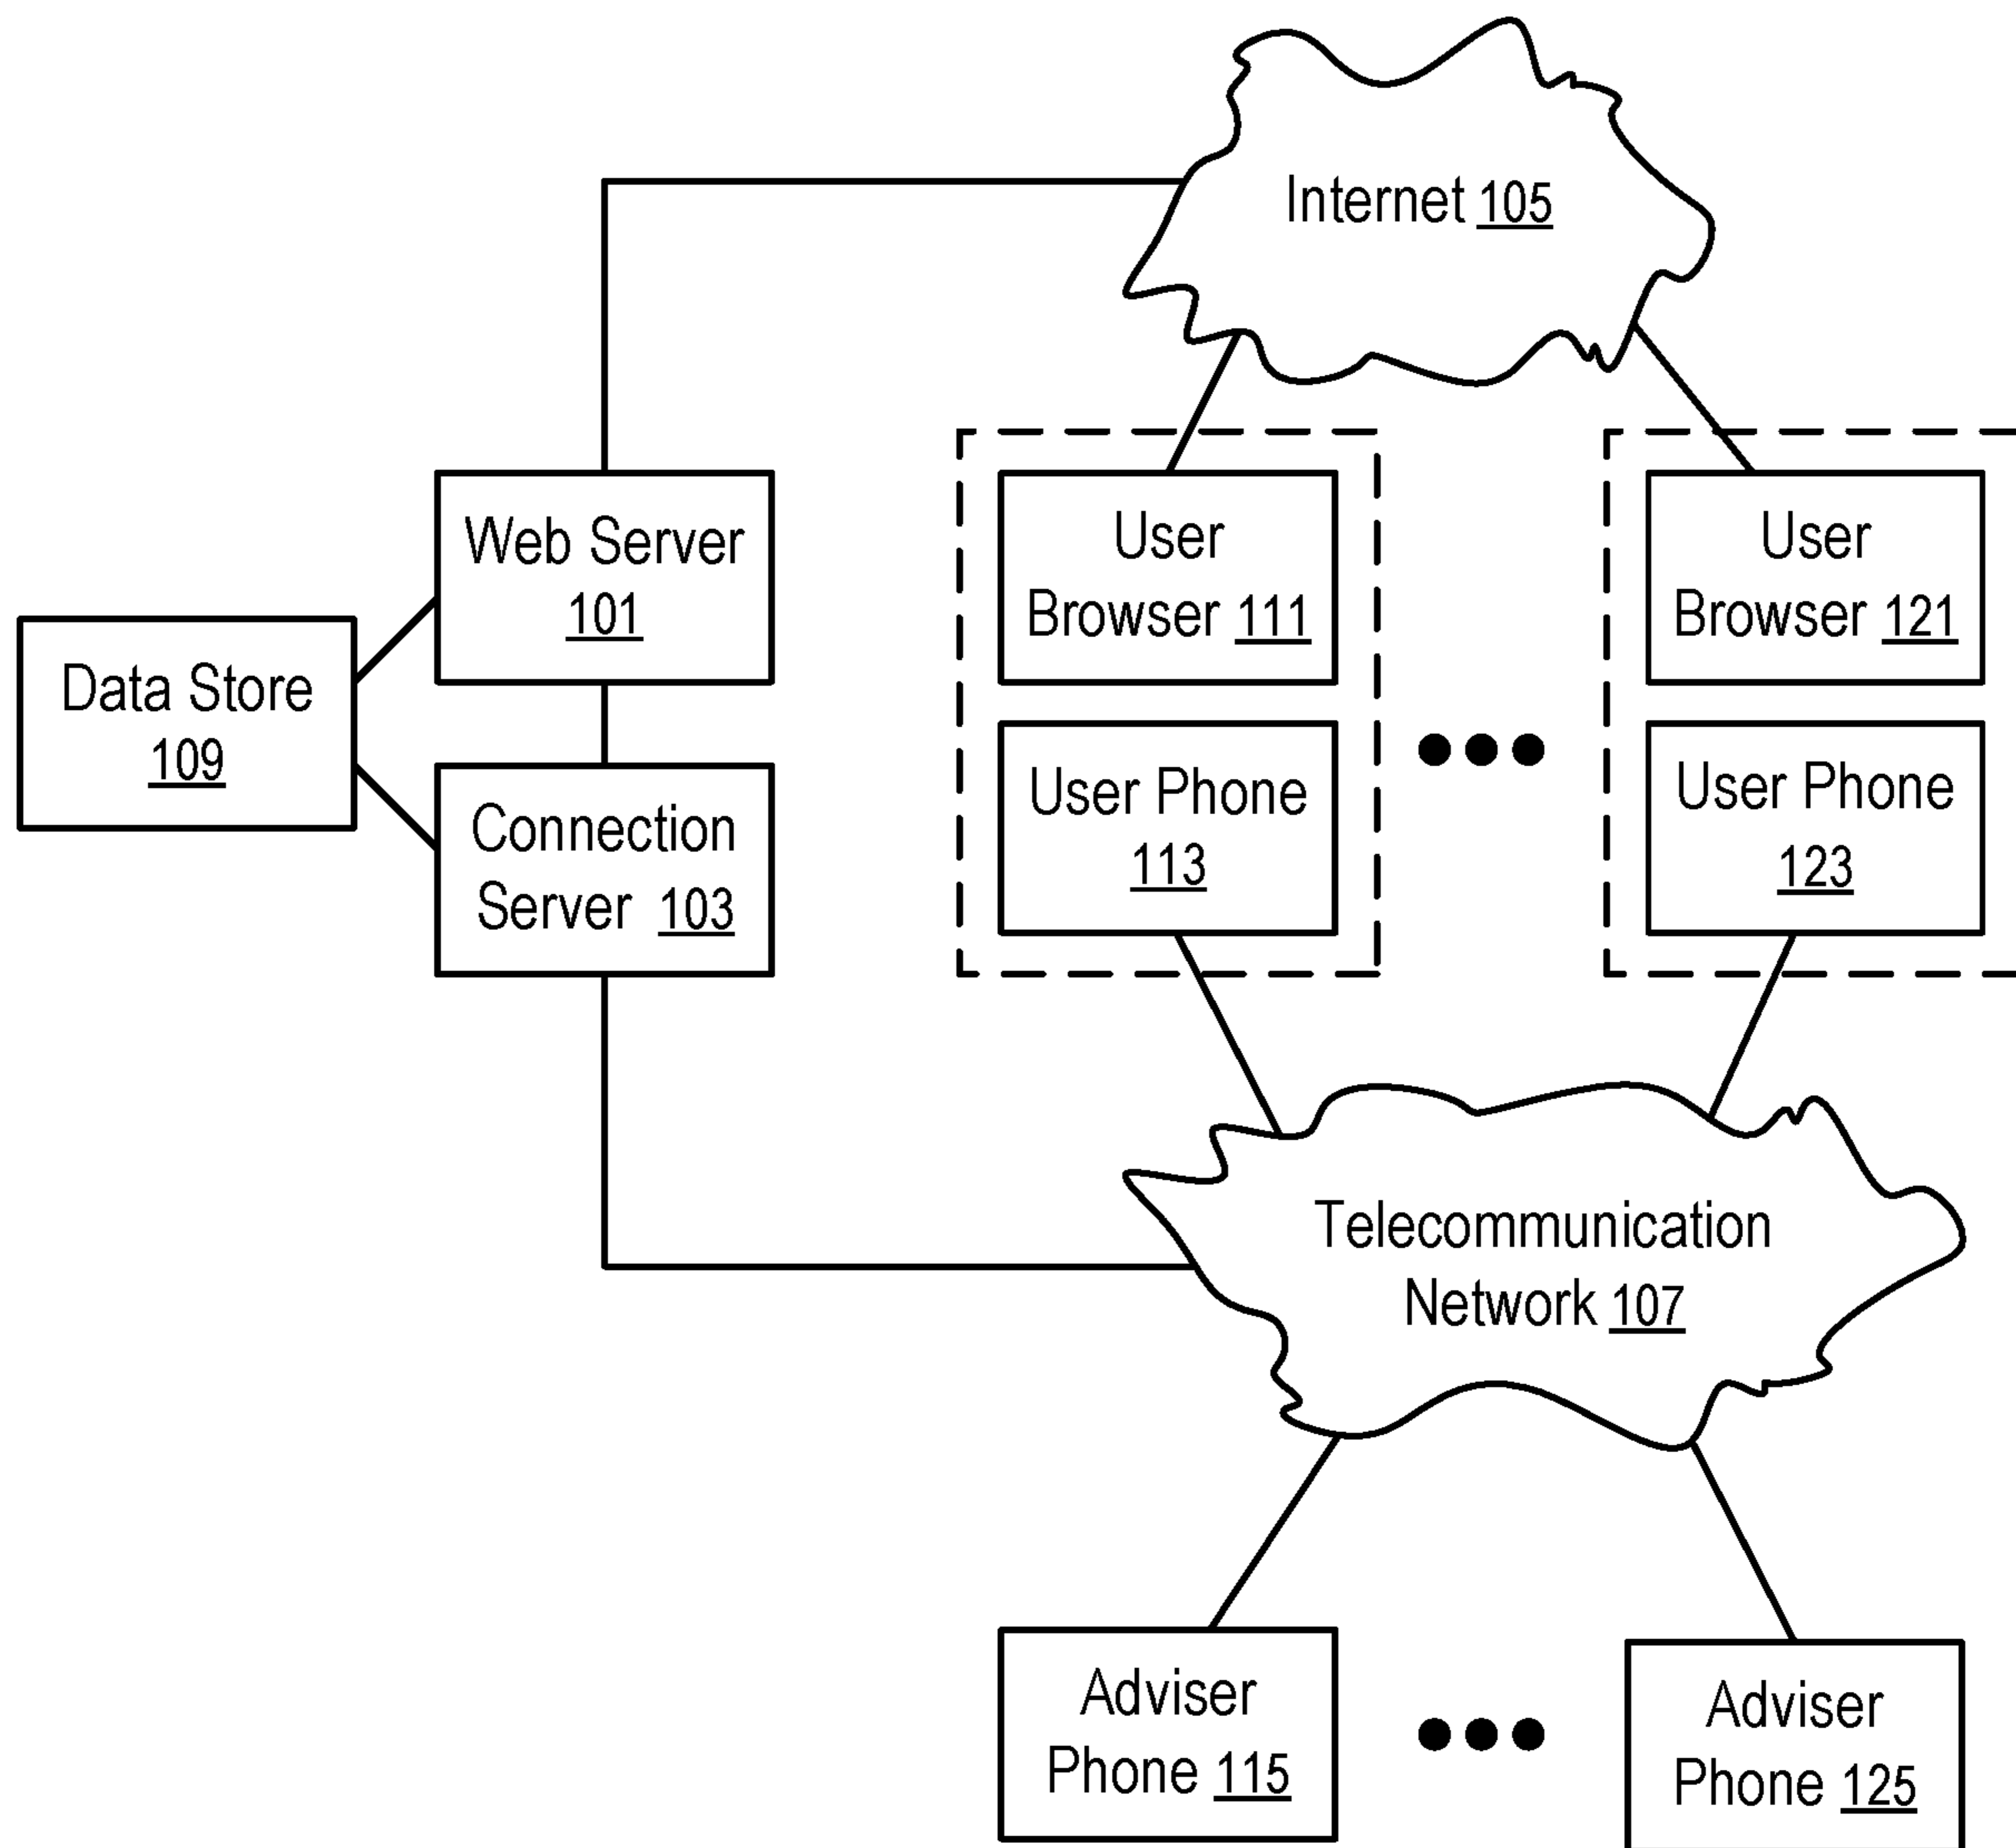 Internet 105
Web Server
101
User
Browser 111
User
Browser 121
Data Store
109
Connection
Server 103
User Phone
113
User Phone
123
Telecommunication
Network 107
Adviser
Phone 115
Adviser
Phone 125